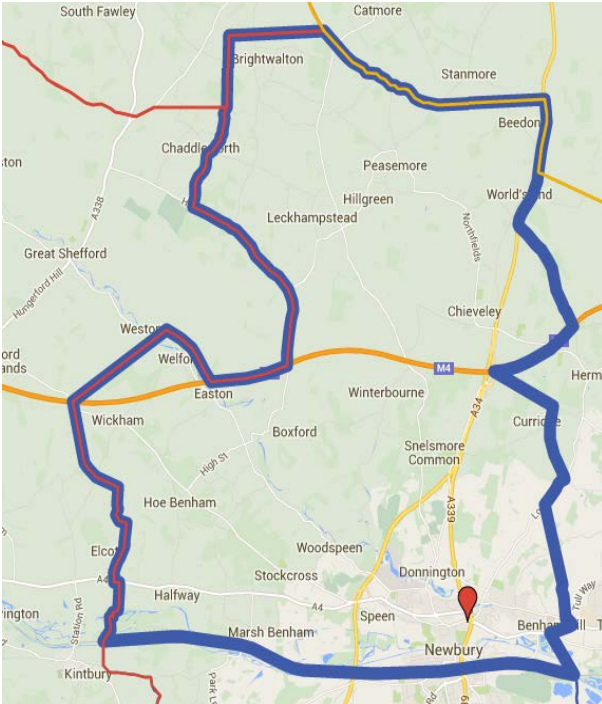 South Fawley
Catmore
Brightwalton
Stanmore
Beedon
Peasemore
A338
Hillgreen
World's End
Leckhampstead
Northfields
Great Shefford
Hungerford Hill
Chieveley
Weston
Welford
M4
Easton
Winterbourne
Wickham
A34
Curridge
Boxford
Snelsmore
Common
High St
Hoe Benham
A339
Woodspeen
Stockcross
Donnington
A4
Halfway
A4
Speen
Station Rd
Tull Way
Marsh Benham
Newbury
Kintbury
Rd